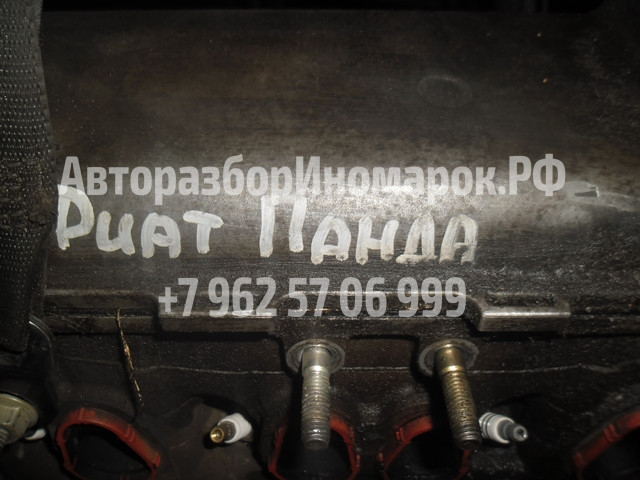 АвторазборИномарок.РФ
Фиат Панда
+7 962 57 06 999